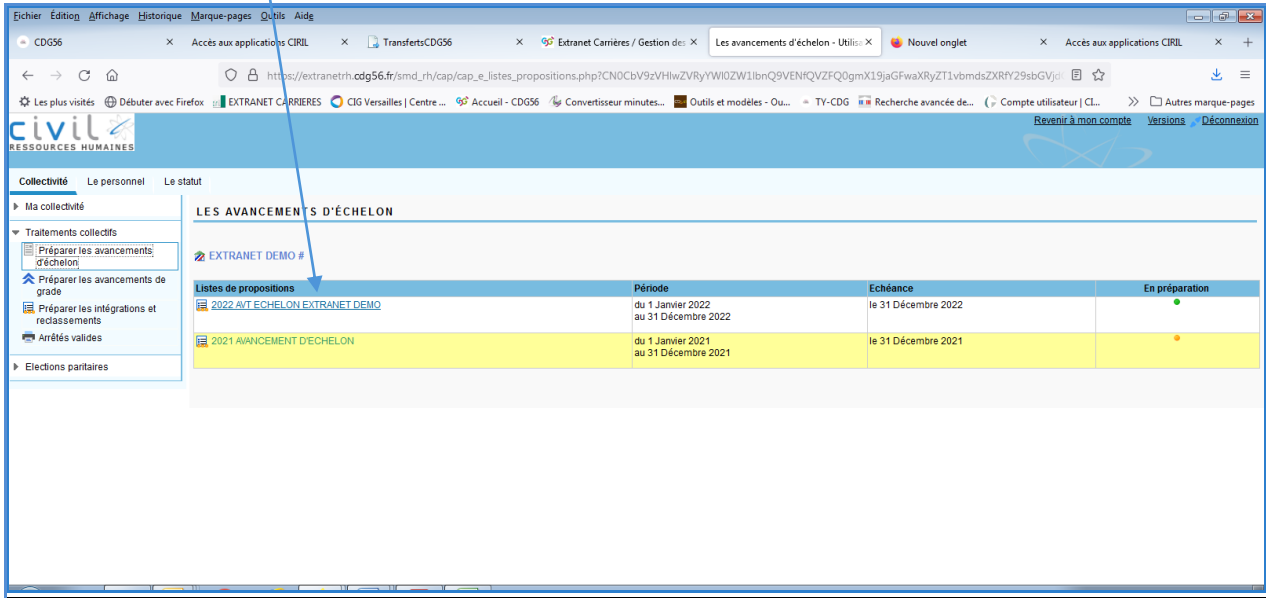 Fichier Édition Affichage Historique Marque-pages Outils Aide
CDG56 Accès aux applications CIRIL TransfertsCDG56 Extranet Carrières / Gestion des Les avancements d'échelon - Utilisa Nouvel onglet Accès aux applications CIRIL
https://extranetrh.cdg56.fr/smd_rh/cap/cap_e_listes_propositions.php?
Les plus visités Débuter avec Firefox EXTRANET CARRIERES CIG Versailles | Centre ... Accueil - CDG56 Convertisseur minutes... Outils et modèles - Ou... TY-CDG Recherche avancée de... Compte utilisateur | CI... Autres marque-pages
civil
RESSOURCES HUMAINES
Revenir à mon compte Versions Déconnexion
Collectivité Le personnel Le statut
Ma collectivité
Traitements collectifs
Préparer les avancements
d'échelon
Préparer les avancements de
grade
Préparer les intégrations et
reclassements
Arrêtés valides
Elections paritaires
LES AVANCEMENTS D'ÉCHELON
EXTRANET DEMO #
Listes de propositions Période Echéance En préparation
2022 AVT ECHELON EXTRANET DEMO du 1 Janvier 2022 le 31 Décembre 2022
au 31 Décembre 2022
2021 AVANCEMENT D'ECHELON du 1 Janvier 2021 le 31 Décembre 2021
au 31 Décembre 2021